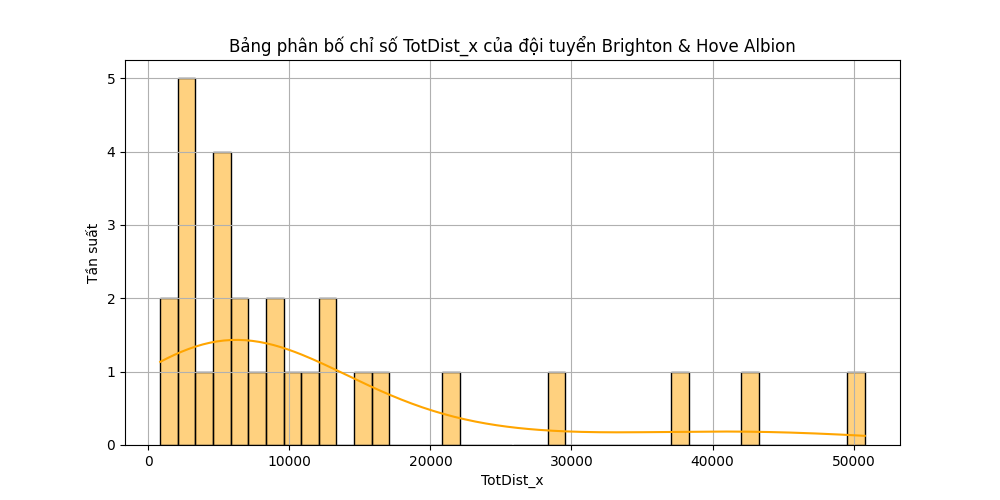 Bảng phân bố chỉ số TotDist_x của đội tuyển Brighton & Hove Albion
5
4
3
2
1
0
Tần suất
0 10000 20000 30000 40000 50000
TotDist_x